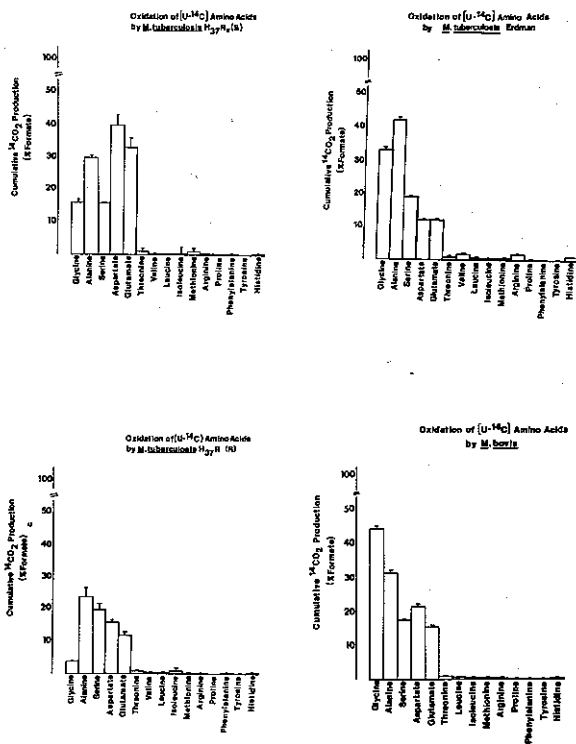 Oxidation of [U-14C] Amino Acids
by M. tuberculosis H37Rv(S)
Cumulative 14CO2 Production
(%Formate)
100
50
40
30
20
10
Glycine
Alanine
Serine
Aspartate
Glutamate
Threonine
Valine
Leucine
Isoleucine
Methionine
Arginine
Proline
Phenylalanine
Tyrosine
Histidine
Oxidation of [U-14C] Amino Acids
by M. tuberculosis Erdman
Cumulative 14CO2 Production
(%Formate)
100
50
40
30
20
10
Glycine
Alanine
Serine
Aspartate
Glutamate
Threonine
Valine
Leucine
Isoleucine
Methionine
Arginine
Proline
Phenylalanine
Tyrosine
Histidine
Oxidation of [U-14C] Amino Acids
by M. tuberculosis H37R (R)
Cumulative 14CO2 Production
(%Formate)
c
100
50
40
30
20
10
Glycine
Alanine
Serine
Aspartate
Glutamate
Threonine
Valine
Leucine
Isoleucine
Methionine
Arginine
Proline
Phenylalanine
Tyrosine
Histidine
Oxidation of [U-14C] Amino Acids
by M. bovis
Cumulative 14CO2 Production
(%Formate)
100
50
40
30
20
10
Glycine
Alanine
Serine
Aspartate
Glutamate
Threonine
Leucine
Isoleucine
Methionine
Arginine
Proline
Phenylalanine
Tyrosine
Histidine